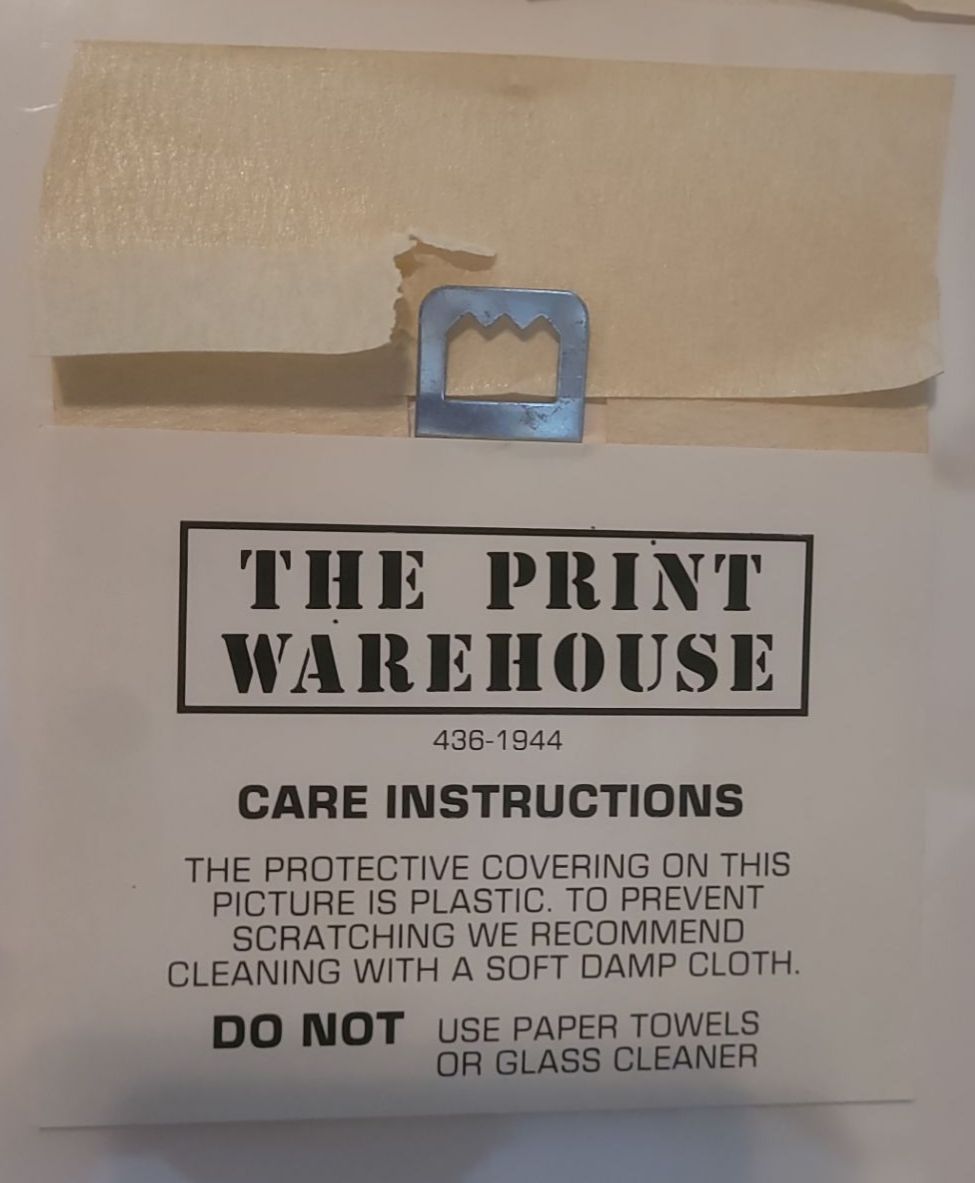 THE PRINT
WAREHOUSE
436-1944
CARE INSTRUCTIONS
THE PROTECTIVE COVERING ON THIS
PICTURE IS PLASTIC. TO PREVENT
SCRATCHING WE RECOMMEND
CLEANING WITH A SOFT DAMP CLOTH.
DO NOT USE PAPER TOWELS
OR GLASS CLEANER